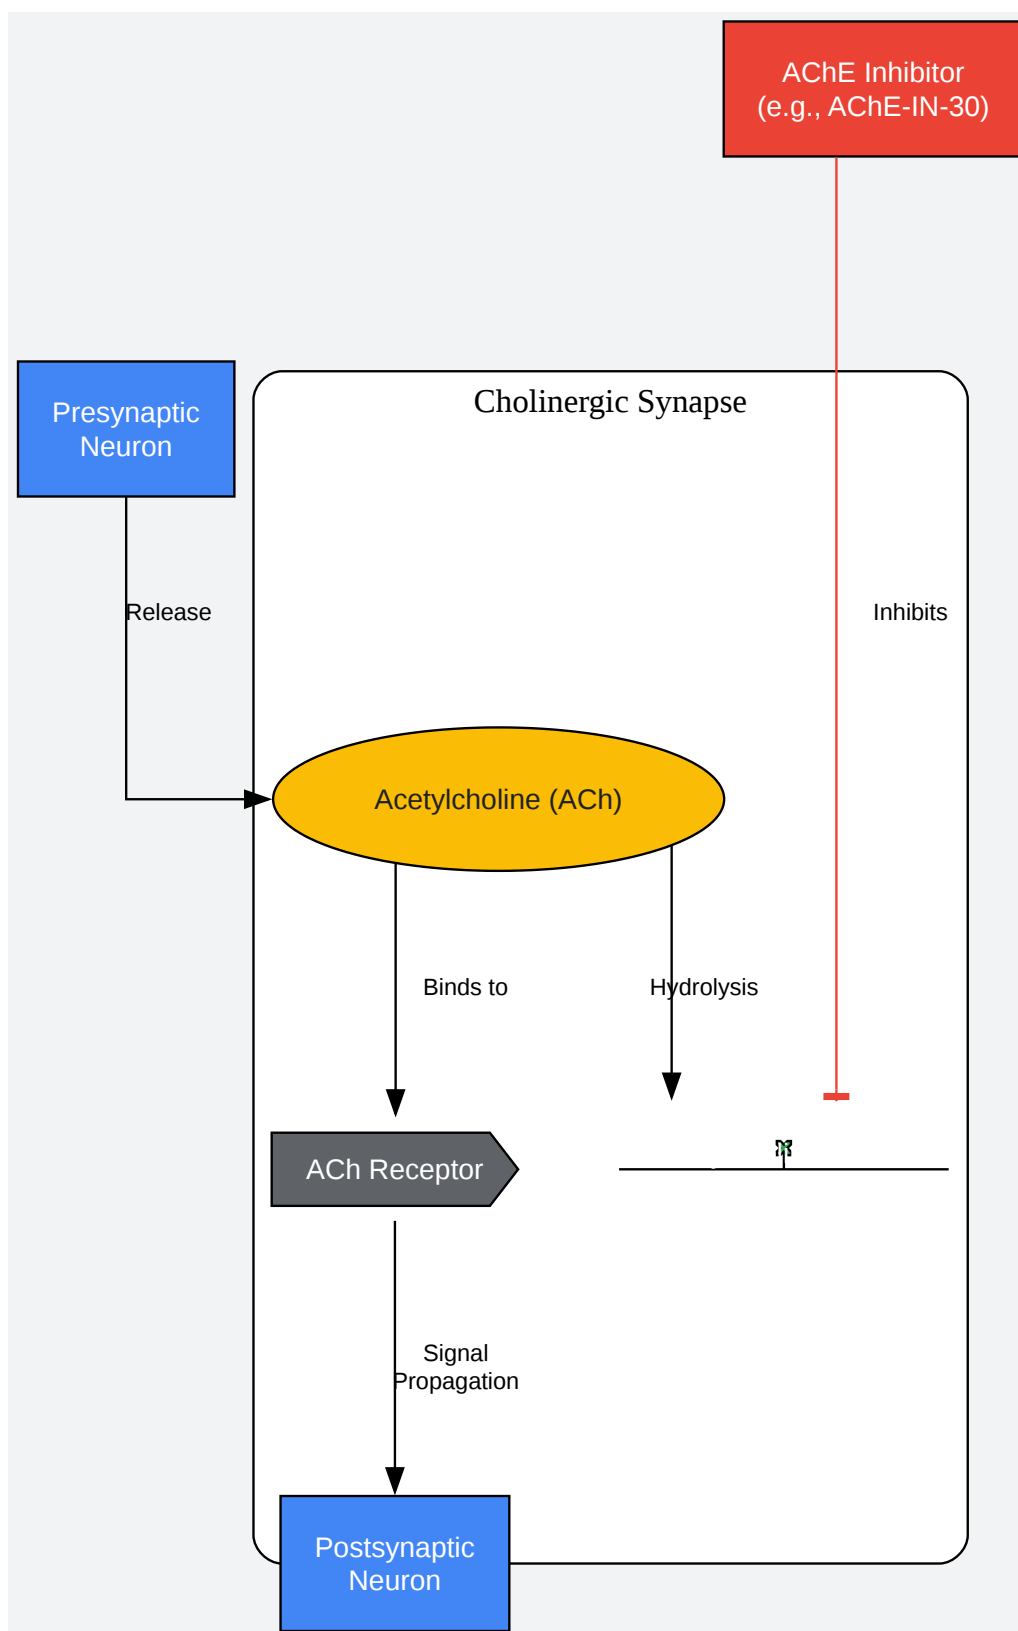 AChE Inhibitor
(e.g., AChE-IN-30)
Presynaptic
Neuron
Cholinergic Synapse
Release
Inhibits
Acetylcholine (ACh)
Binds to
Hydrolysis
ACh Receptor
Signal
Propagation
Postsynaptic
Neuron